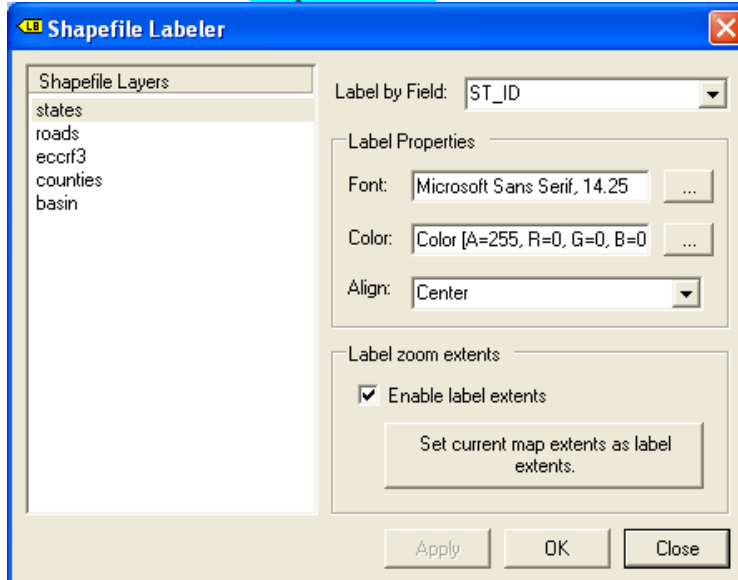 LB Shapefile Labeler
Shapefile Layers
states
roads
eccrf3
counties
basin
Label by Field: ST_ID
Label Properties
Font: Microsoft Sans Serif, 14.25 ...
Color: Color [A=255, R=0, G=0, B=0 ...
Align: Center
Label zoom extents
Enable label extents
Set current map extents as label
extents.
Apply OK Close